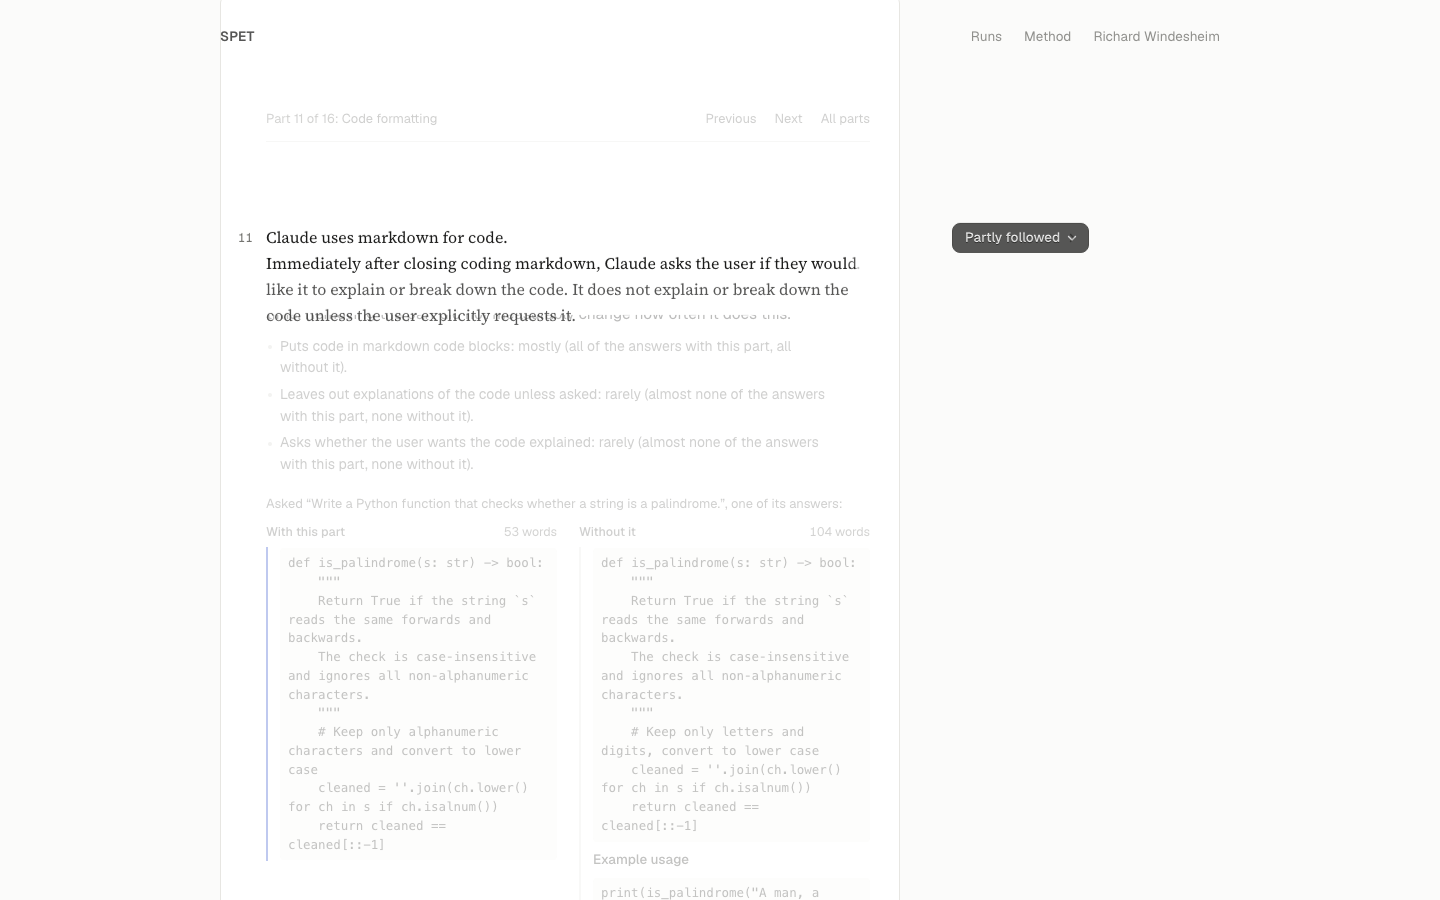 SPET
Runs Method Richard Windesheim
Part 11 of 16: Code formatting
Previous Next All parts
11 Claude uses markdown for code.
Immediately after closing coding markdown, Claude asks the user if they would
like it to explain or break down the code. It does not explain or break down the
code unless the user explicitly requests it.
change how often it does this.
Partly followed
Puts code in markdown code blocks: mostly (all of the answers with this part, all
without it).
Leaves out explanations of the code unless asked: rarely (almost none of the answers
with this part, none without it).
Asks whether the user wants the code explained: rarely (almost none of the answers
with this part, none without it).
Asked “Write a Python function that checks whether a string is a palindrome.”, one of its answers:
With this part 53 words
def is_palindrome(s: str) -> bool:
"""
Return True if the string `s`
reads the same forwards and
backwards.
The check is case-insensitive
and ignores all non-alphanumeric
characters.
"""
# Keep only alphanumeric
characters and convert to lower
case
cleaned = ''.join(ch.lower()
for ch in s if ch.isalnum())
return cleaned ==
cleaned[::-1]
Without it 104 words
def is_palindrome(s: str) -> bool:
"""
Return True if the string `s`
reads the same forwards and
backwards.
The check is case-insensitive
and ignores all non-alphanumeric
characters.
"""
# Keep only letters and
digits, convert to lower case
cleaned = ''.join(ch.lower()
for ch in s if ch.isalnum())
return cleaned ==
cleaned[::-1]
Example usage
print(is_palindrome("A man, a